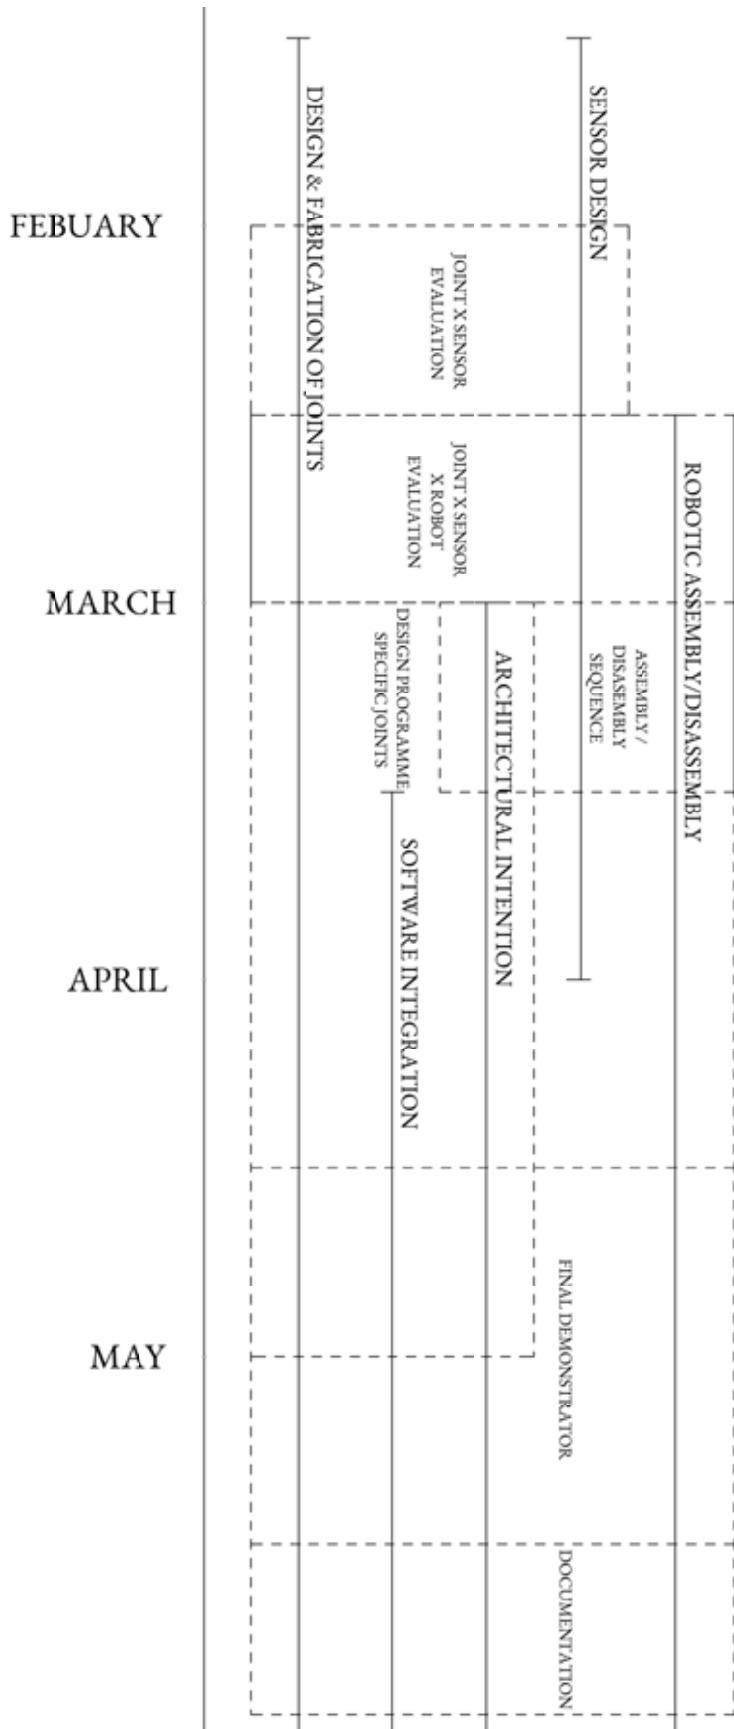 DESIGN & FABRICATION OF JOINTS
SENSOR DESIGN
FEBUARY
JOINT X SENSOR
EVALUATION
JOINT X SENSOR
X ROBOT
EVALUATION
ROBOTIC ASSEMBLY/DISASSEMBLY
MARCH
DESIGN PROGRAMME
SPECIFIC JOINTS
ARCHITECTURAL INTENTION
ASSEMBLY /
DISASEMBLY
SEQUENCE
SOFTWARE INTEGRATION
APRIL
MAY
FINAL DEMONSTRATOR
DOCUMENTATION